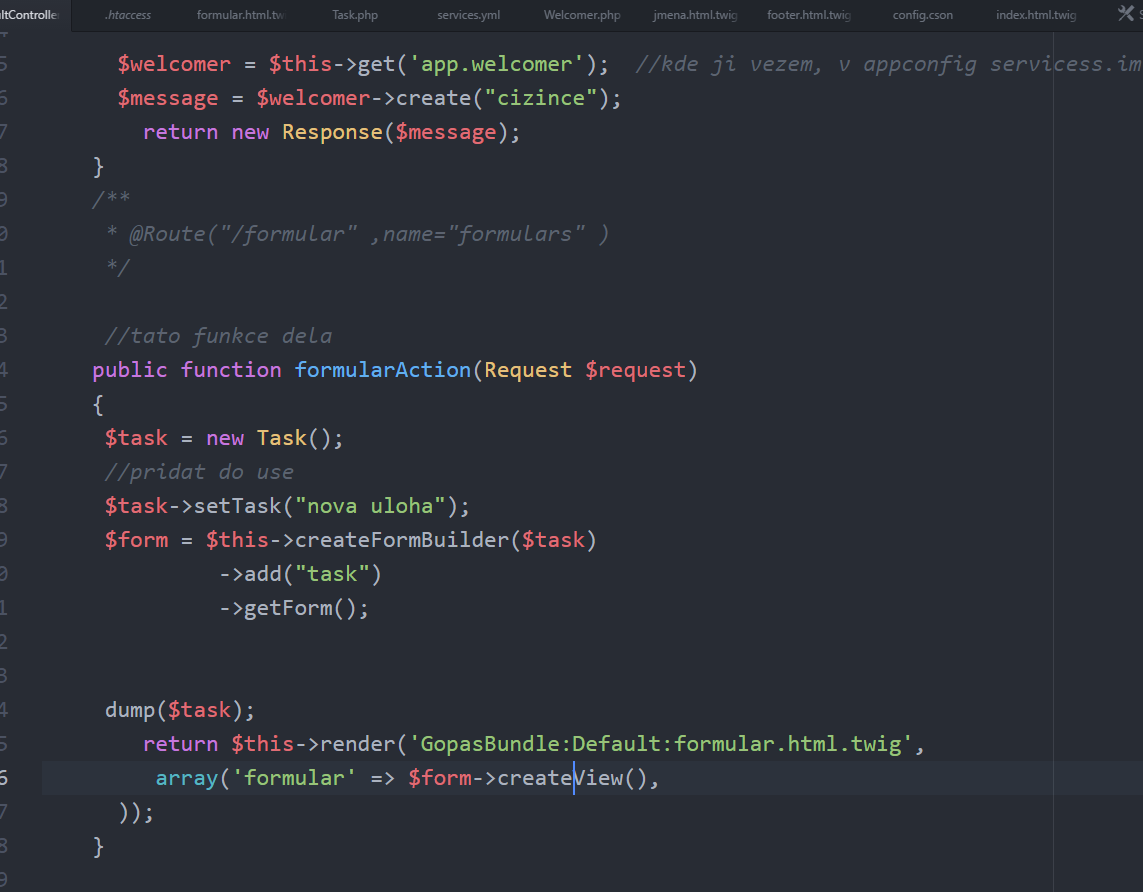 .htaccess formular.html.tw Task.php services.yml Welcomer.php jmena.html.twig footer.html.twig config.cson index.html.twig
$welcomer = $this->get('app.welcomer'); //kde ji vezem, v appconfig servicess.im
$message = $welcomer->create("cizince");
return new Response($message);
}
/**
* @Route("/formular" ,name="formulars" )
*/
//tato funkce dela
public function formularAction(Request $request)
{
$task = new Task();
//pridat do use
$task->setTask("nova uloha");
$form = $this->createFormBuilder($task)
->add("task")
->getForm();
dump($task);
return $this->render('GopasBundle:Default:formular.html.twig',
array('formular' => $form->createView(),
));
}